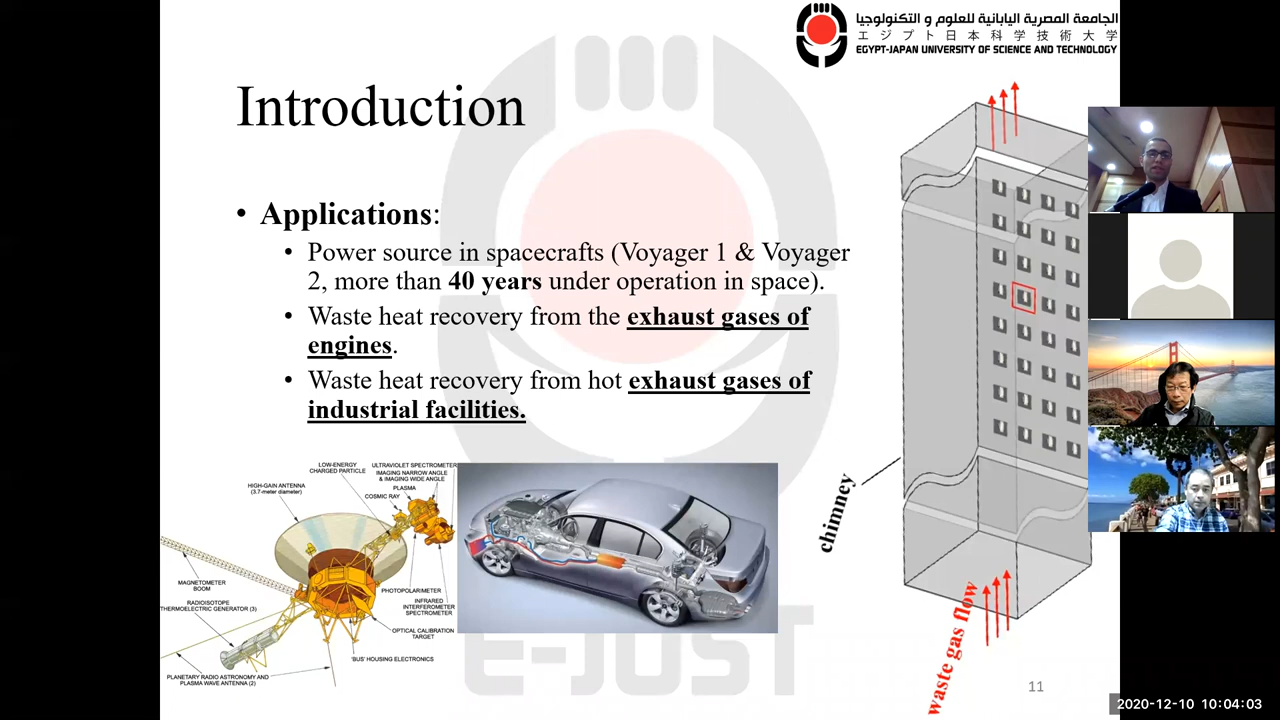 الجامعة المصرية اليابانية للعلوم و التكنولوجيا
エジプト日本科学技術大学
EGYPT-JAPAN UNIVERSITY OF SCIENCE AND TECHNOLOGY
Introduction
• Applications:
• Power source in spacecrafts (Voyager 1 & Voyager
2, more than 40 years under operation in space).
• Waste heat recovery from the exhaust gases of
engines.
• Waste heat recovery from hot exhaust gases of
industrial facilities.
LOW-ENERGY
CHARGED PARTICLE
ULTRAVIOLET SPECTROMETER
IMAGING NARROW ANGLE
& IMAGING WIDE ANGLE
PLASMA
COSMIC RAY
HIGH-GAIN ANTENNA
(3.7-meter diameter)
MAGNETOMETER
BOOM
RADIOISOTOPE
THERMOELECTRIC GENERATOR (3)
PHOTOPOLARIMETER
INFRARED
INTERFEROMETER
SPECTROMETER
OPTICAL CALIBRATION
TARGET
'BUS' HOUSING ELECTRONICS
PLANETARY RADIO ASTRONOMY AND
PLASMA WAVE ANTENNA (2)
chimney
waste gas flow
E-JUST
11
2020-12-10 10:04:03